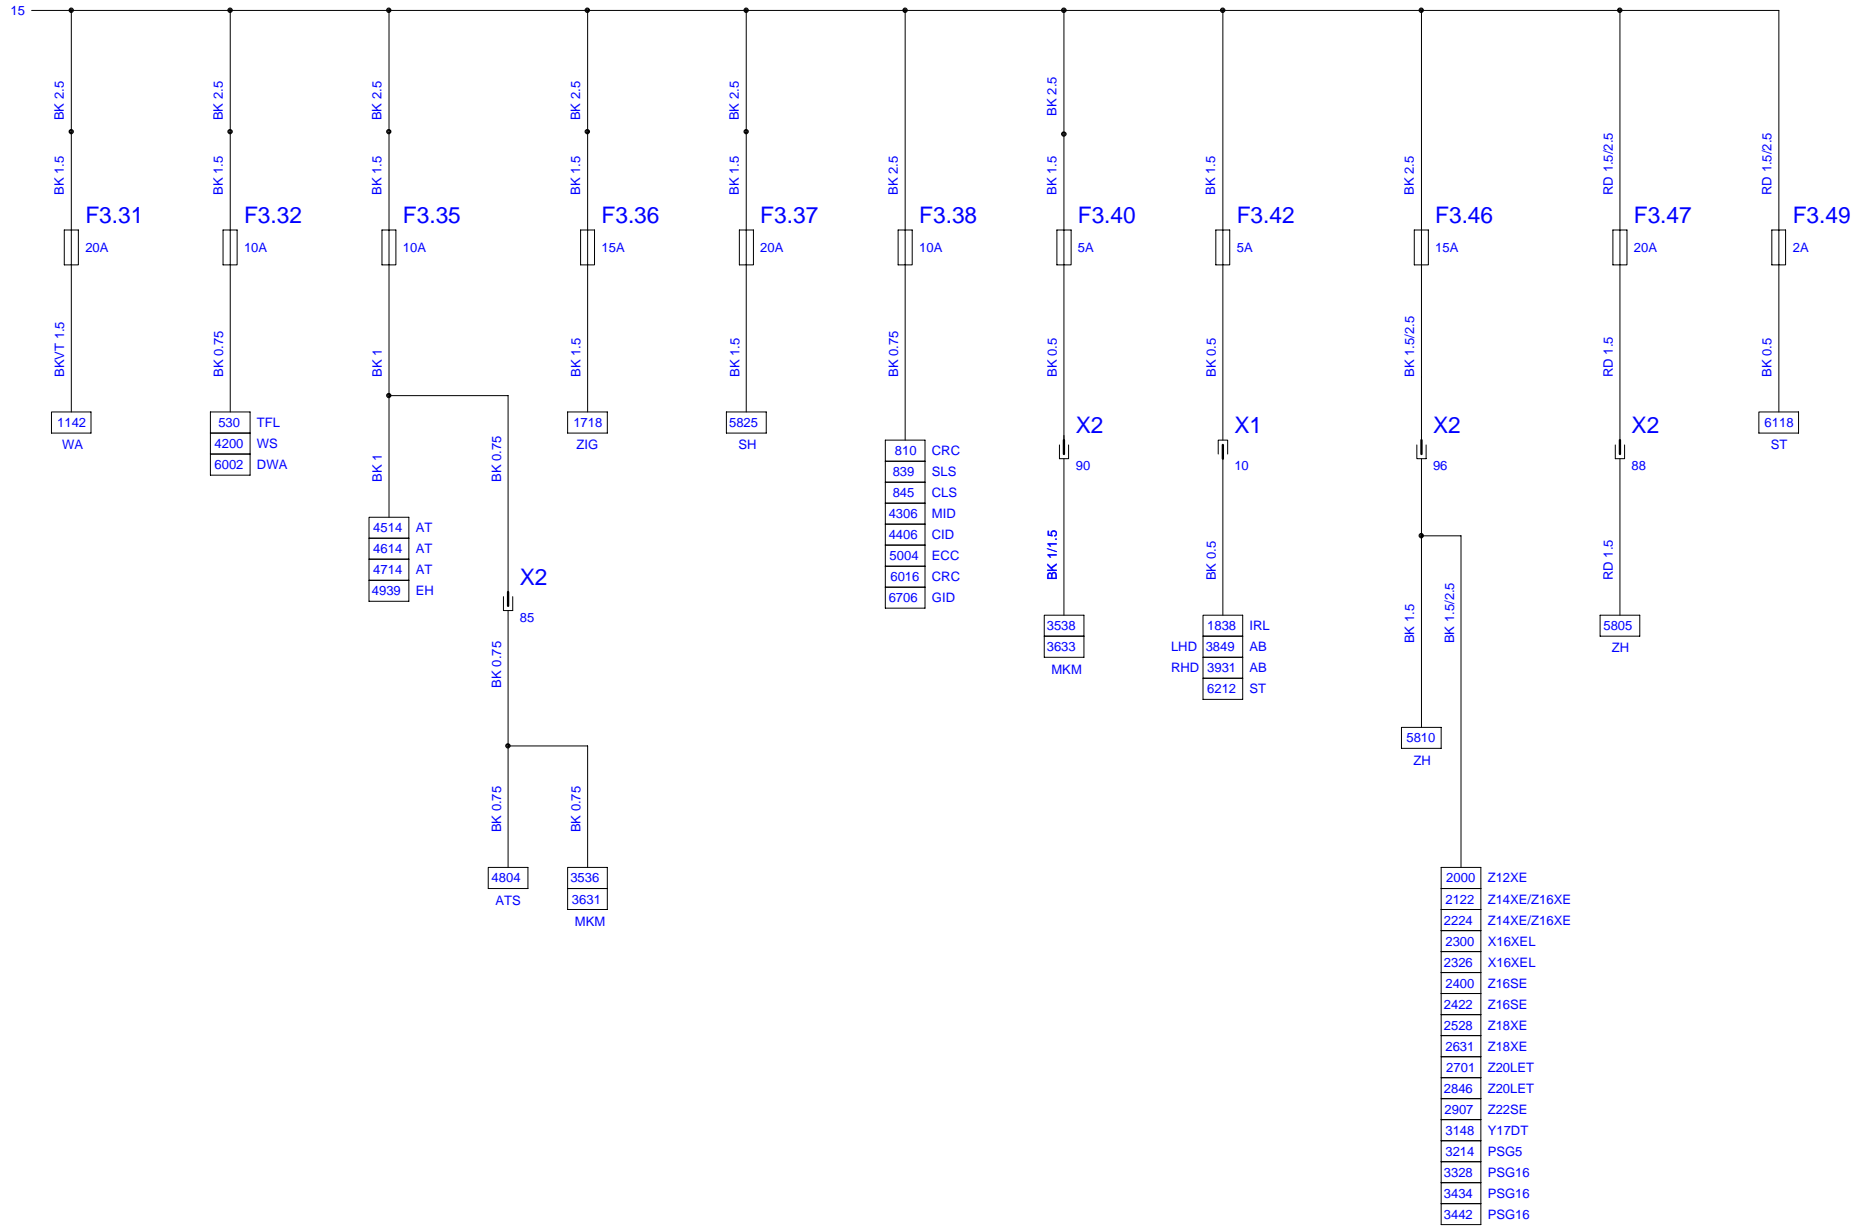 15
BK 2.5
BK 2.5
BK 2.5
BK 2.5
BK 2.5
BK 2.5
BK 1.5
BK 1.5
BK 1.5
BK 1.5
BK 1.5
BK 2.5
BK 1.5
BK 1.5
BK 2.5
RD 1.5/2.5
RD 1.5/2.5
F3.31
F3.32
F3.35
F3.36
F3.37
F3.38
F3.40
F3.42
F3.46
F3.47
F3.49
20A
10A
10A
15A
20A
10A
5A
5A
15A
20A
2A
BKVT 1.5
BK 0.75
BK 1
BK 1.5
BK 1.5
BK 0.75
BK 0.5
BK 0.5
BK 1.5/2.5
RD 1.5
BK 0.5
1142
WA
530 TFL
4200 WS
6002 DWA
BK 1
BK 0.75
4514 AT
4614 AT
4714 AT
4939 EH
X2
85
BK 0.75
BK 0.75
BK 0.75
4804
ATS
3536
3631
MKM
1718
ZIG
5825
SH
810 CRC
839 SLS
845 CLS
4306 MID
4406 CID
5004 ECC
6016 CRC
6706 GID
X2
90
BK 1/1.5
3538
3633
MKM
X1
10
BK 0.5
1838 IRL
LHD 3849 AB
RHD 3931 AB
6212 ST
X2
96
BK 1.5
BK 1.5/2.5
5810
ZH
2000 Z12XE
2122 Z14XE/Z16XE
2224 Z14XE/Z16XE
2300 X16XEL
2326 X16XEL
2400 Z16SE
2422 Z16SE
2528 Z18XE
2631 Z18XE
2701 Z20LET
2846 Z20LET
2907 Z22SE
3148 Y17DT
3214 PSG5
3328 PSG16
3434 PSG16
3442 PSG16
X2
88
RD 1.5
5805
ZH
6118
ST